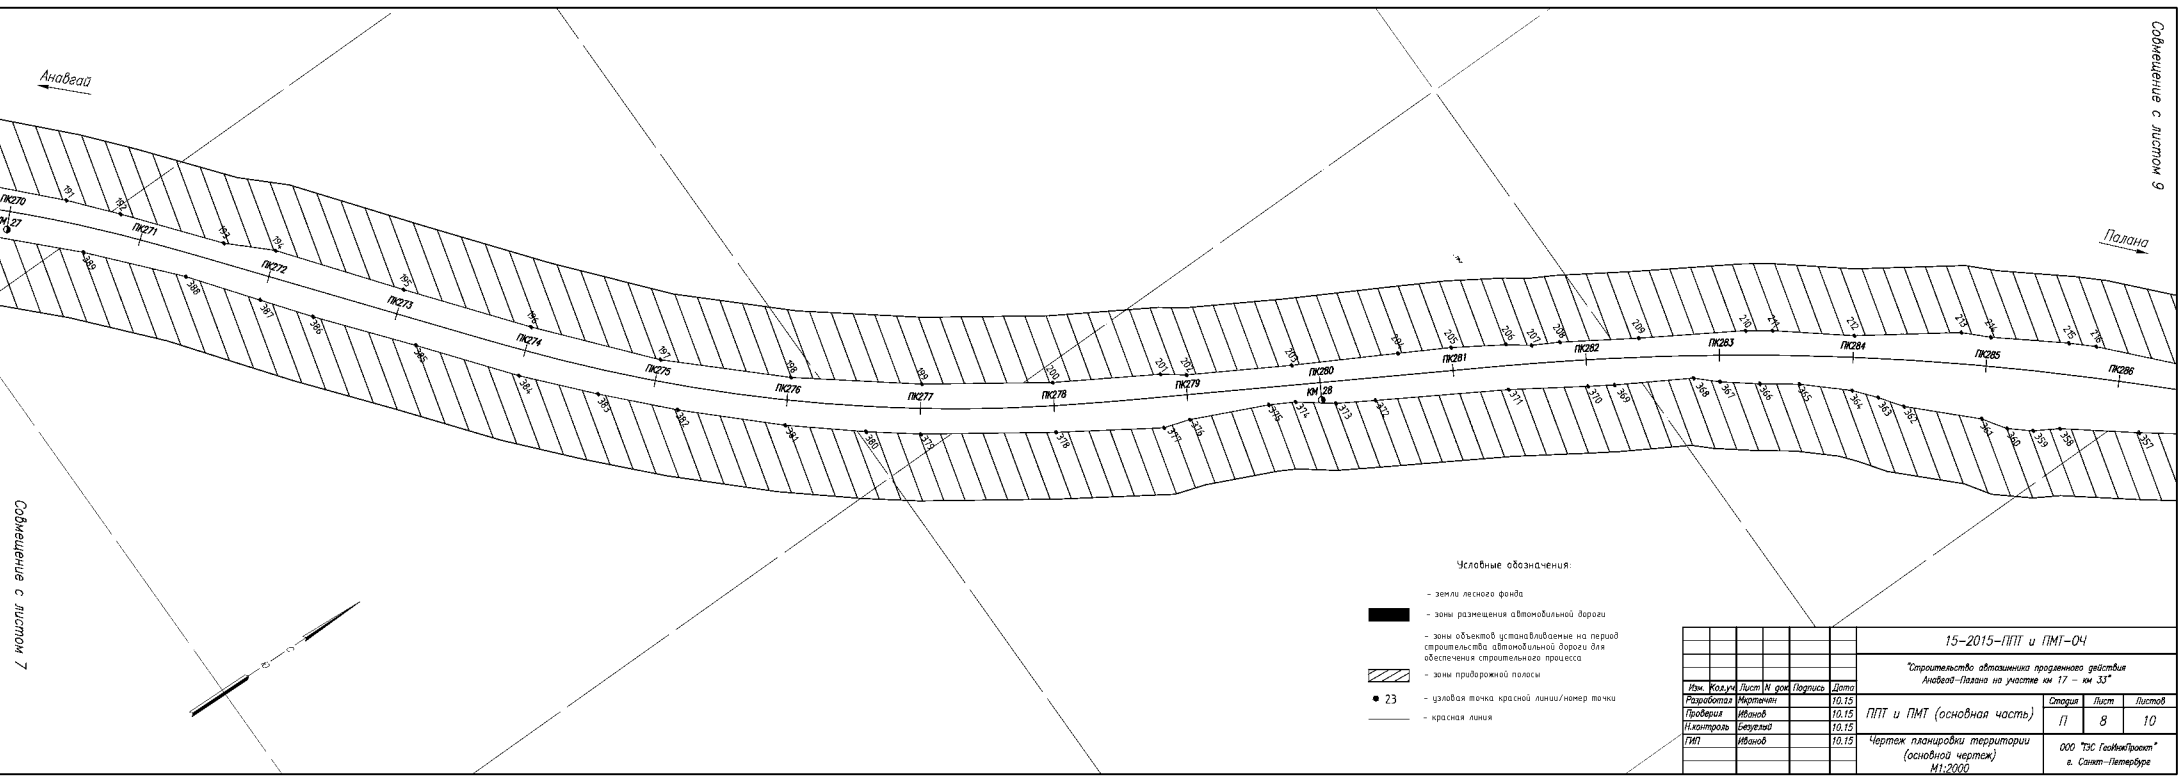 Анавгай
Совмещение с листом 9
Палана
191
192
193
194
195
196
197
198
199
200
201
202
203
204
205
206
207
208
209
210
211
212
213
214
215
216
ПК270
КМ 27
ПК271
ПК272
ПК273
ПК274
ПК275
ПК276
ПК277
ПК278
ПК279
ПК280
КМ 28
ПК281
ПК282
ПК283
ПК284
ПК285
ПК286
389
388
387
386
385
384
383
382
381
380
379
378
377
376
375
374
373
372
371
370
369
368
367
366
365
364
363
362
361
360
359
358
357
Совмещение с листом 7
С
Ю
Условные обозначения:
- земли лесного фонда
- зоны размещения автомобильной дороги
- зоны объектов устанавливаемые на период
строительства автомобильной дороги для
обеспечения строительного процесса
- зоны придорожной полосы
23 - узловая точка красной линии/номер точки
- красная линия
15-2015-ППТ и ПМТ-ОЧ
"Строительство автозимника продленного действия
Анавгай-Палана на участке км 17 - км 33"
Изм. Кол.уч Лист N док Подпись Дата
Разработал Мкртычян 10.15
Проверил Иванов 10.15
Н.контроль Безуглый 10.15
ГИП Иванов 10.15
ППТ и ПМТ (основная часть)
Стадия Лист Листов
П 8 10
Чертеж планировки территории
(основной чертеж)
М1:2000
ООО "ТЭС ГеоИнжПроект"
г. Санкт-Петербург